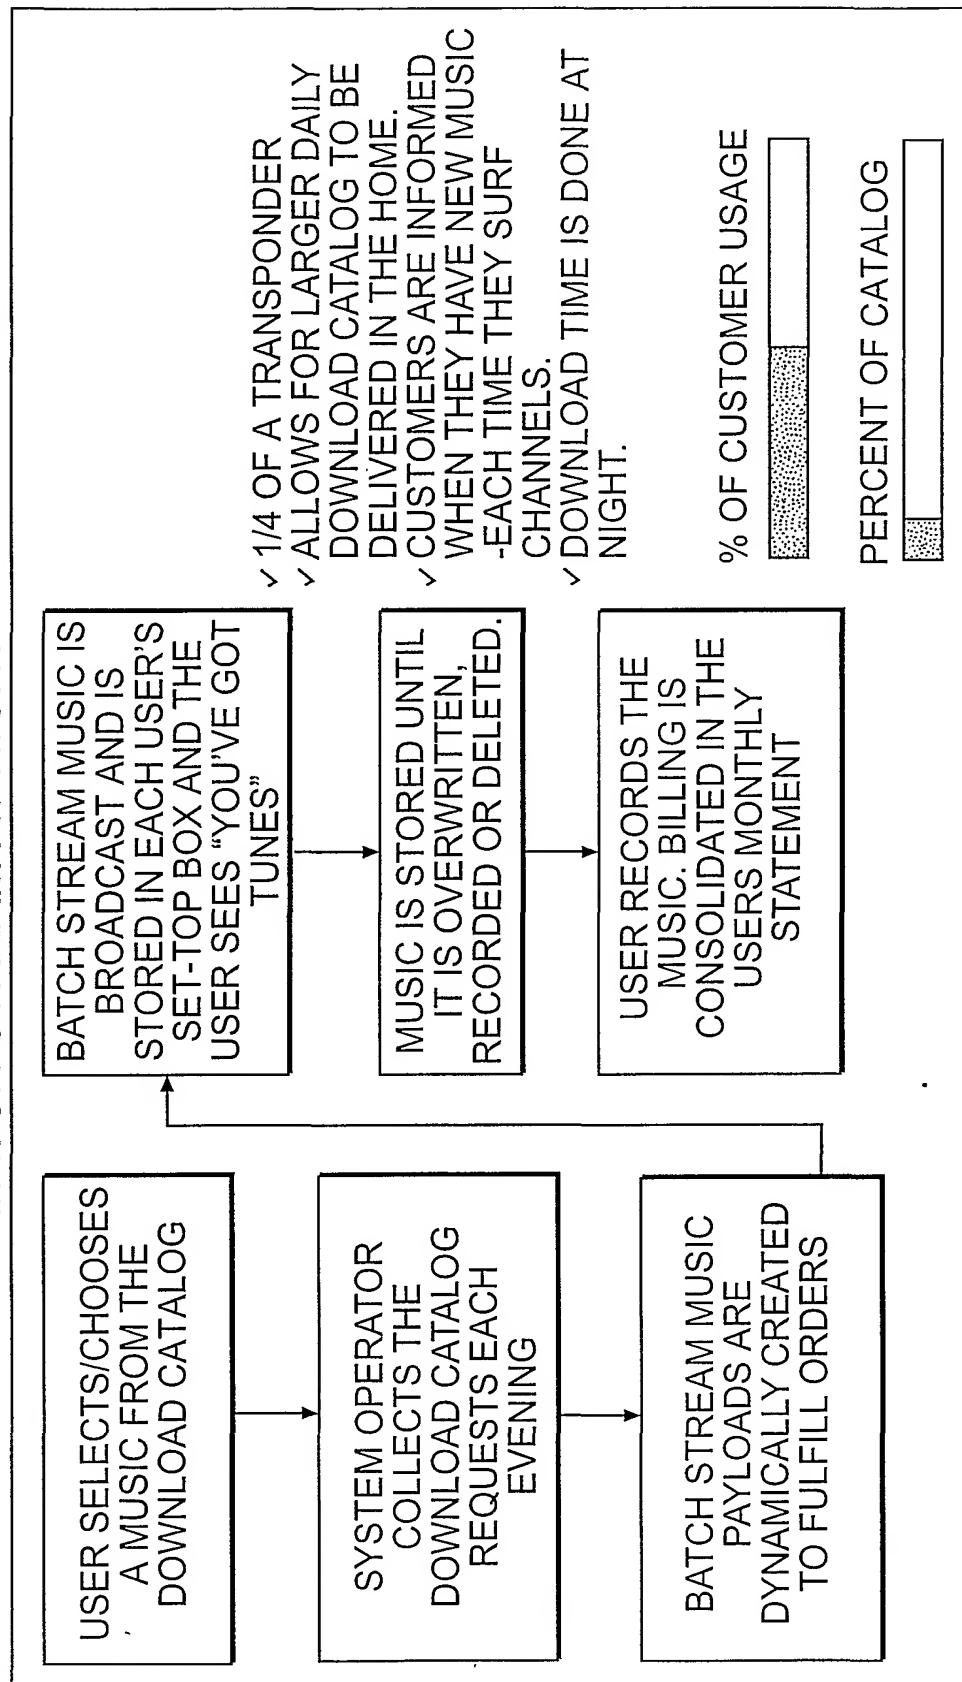 USER SELECTS/CHOOSES
A MUSIC FROM THE
DOWNLOAD CATALOG
SYSTEM OPERATOR
COLLECTS THE
DOWNLOAD CATALOG
REQUESTS EACH
EVENING
BATCH STREAM MUSIC
PAYLOADS ARE
DYNAMICALLY CREATED
TO FULFILL ORDERS
BATCH STREAM MUSIC IS
BROADCAST AND IS
STORED IN EACH USER'S
SET-TOP BOX AND THE
USER SEES “YOU'VE GOT
TUNES”
MUSIC IS STORED UNTIL
IT IS OVERWRITTEN,
RECORDED OR DELETED.
USER RECORDS THE
MUSIC. BILLING IS
CONSOLIDATED IN THE
USERS MONTHLY
STATEMENT
✓ 1/4 OF A TRANSPONDER
✓ ALLOWS FOR LARGER DAILY
DOWNLOAD CATALOG TO BE
DELIVERED IN THE HOME.
✓ CUSTOMERS ARE INFORMED
WHEN THEY HAVE NEW MUSIC
-EACH TIME THEY SURF
CHANNELS.
✓ DOWNLOAD TIME IS DONE AT
NIGHT.
% OF CUSTOMER USAGE
PERCENT OF CATALOG